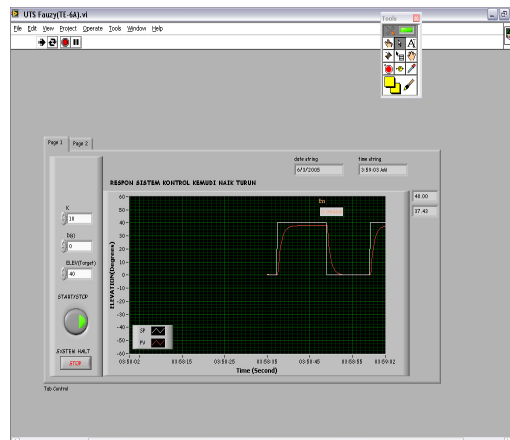 UTS Fauzy(TE-6A).vi
File Edit View Project Operate Tools Window Help
Tools
Page 1 Page 2
date string time string
6/3/2005 3:59:03 AM
RESPON SISTEM KONTROL KEMUDI NAIK TURUN
K
10
0
ELEV(Target)
40
START/STOP
SYSTEM HALT
STOP
ELEVATION(Degrees)
60
50
40
30
20
10
0
-10
-20
-30
-40
-50
-60
SP
PV
40.00
37.43
03:58:15 03:58:25 03:58:35 03:58:45 03:58:55 03:59:02
Time (Second)
Tab Control